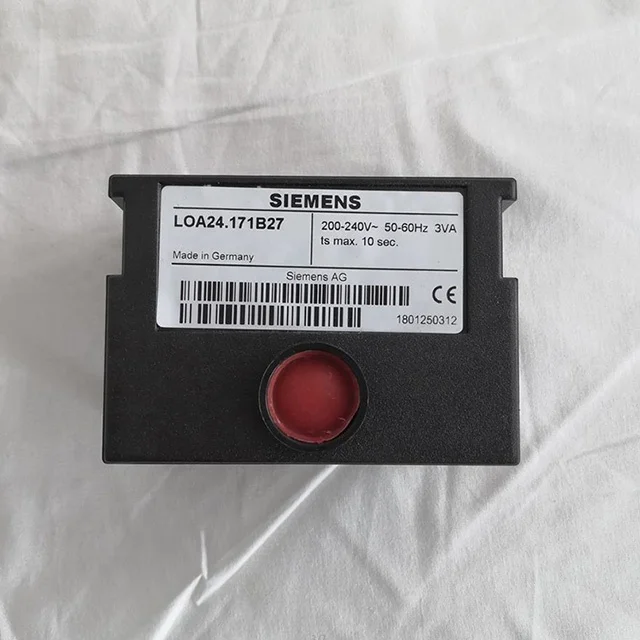 SIEMENS
LOA24.171B27
200-240V~ 50-60Hz 3VA
ts max. 10 sec.
Made in Germany
Siemens AG
CE
1801250312